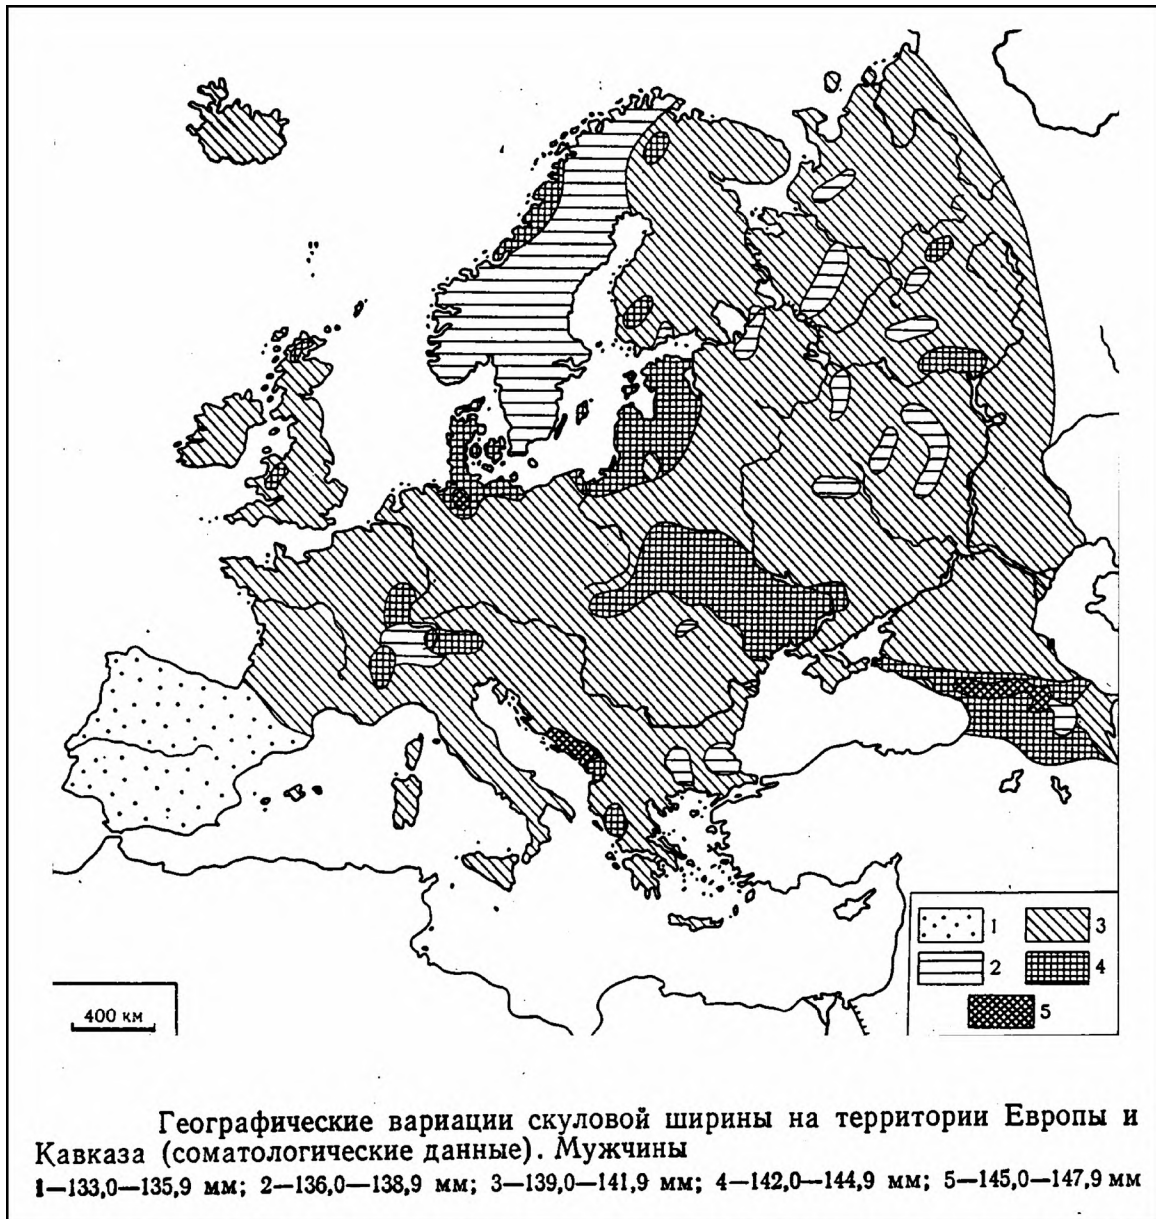 1
3
2
4
5
400 км
Географические вариации скуловой ширины на территории Европы и
Кавказа (соматологические данные). Мужчины
1—133,0—135,9 мм; 2—136,0—138,9 мм; 3—139,0—141,9 мм; 4—142,0—144,9 мм; 5—145,0—147,9 мм